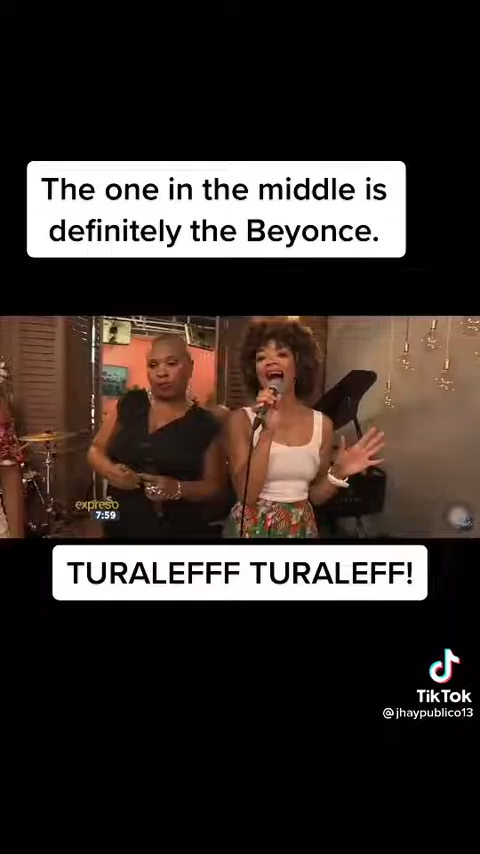 The one in the middle is
definitely the Beyonce.
expreso
7:59
TURALEFFF TURALEFF!
TikTok
@jhaypublico13